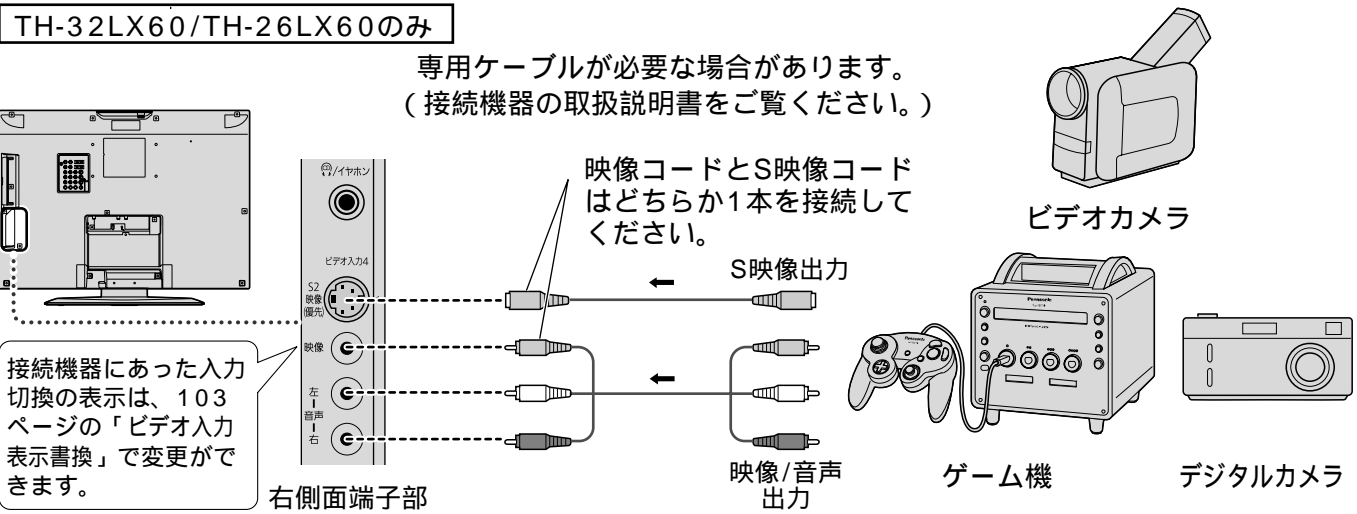 TH-32LX60/TH-26LX60のみ
専用ケーブルが必要な場合があります。
(接続機器の取扱説明書をご覧ください。)
映像コードとS映像コード
はどちらか1本を接続して
ください。
/イヤホン
ビデオ入力4
S2
映像
(優先)
映像
左
音声
右
S映像出力
接続機器にあった入力
切換の表示は、103
ページの「ビデオ入力
表示書換」で変更がで
きます。
右側面端子部
映像/音声
出力
ビデオカメラ
Panasonic
Panasonic
ゲーム機
デジタルカメラ